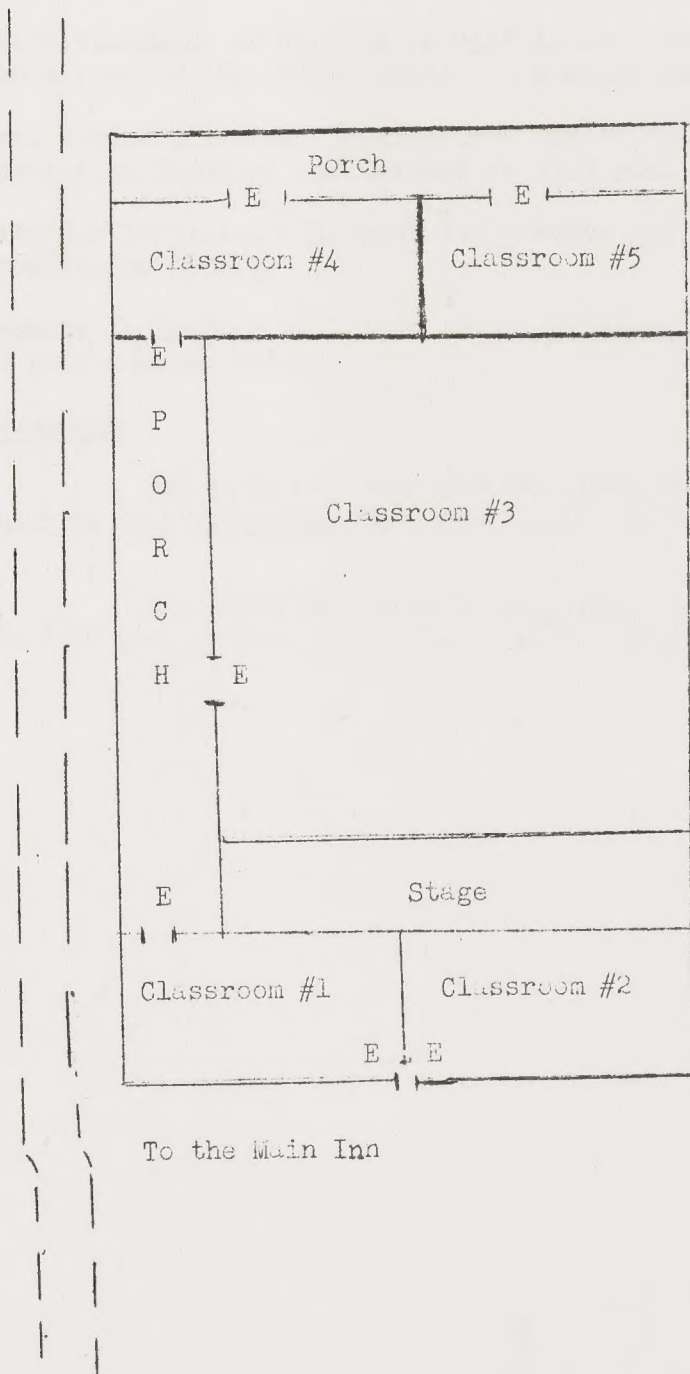 Porch
E E
Classroom #4 Classroom #5
E
P
O
Classroom #3
R
C
H E
E
Stage
Classroom #1 Classroom #2
E E
To the Main Inn